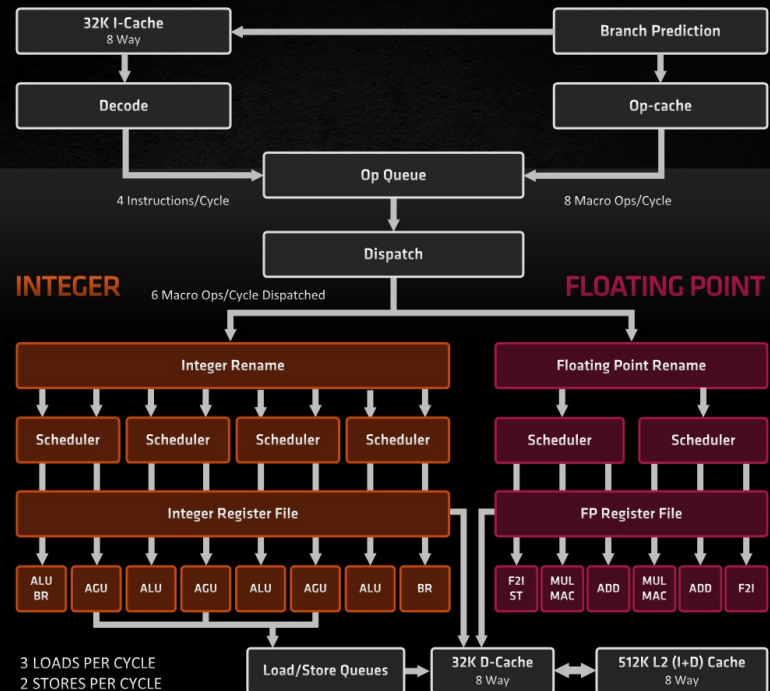 32K I-Cache
8 Way
Branch Prediction
Decode
Op-cache
Op Queue
4 Instructions/Cycle
8 Macro Ops/Cycle
Dispatch
INTEGER
6 Macro Ops/Cycle Dispatched
FLOATING POINT
Integer Rename
Floating Point Rename
Scheduler
Scheduler
Scheduler
Scheduler
Scheduler
Scheduler
Integer Register File
FP Register File
ALU
BR
AGU
ALU
AGU
ALU
AGU
ALU
BR
F2I
ST
MUL
MAC
ADD
MUL
MAC
ADD
F2I
3 LOADS PER CYCLE
2 STORES PER CYCLE
Load/Store Queues
32K D-Cache
8 Way
512K L2 (I+D) Cache
8 Way